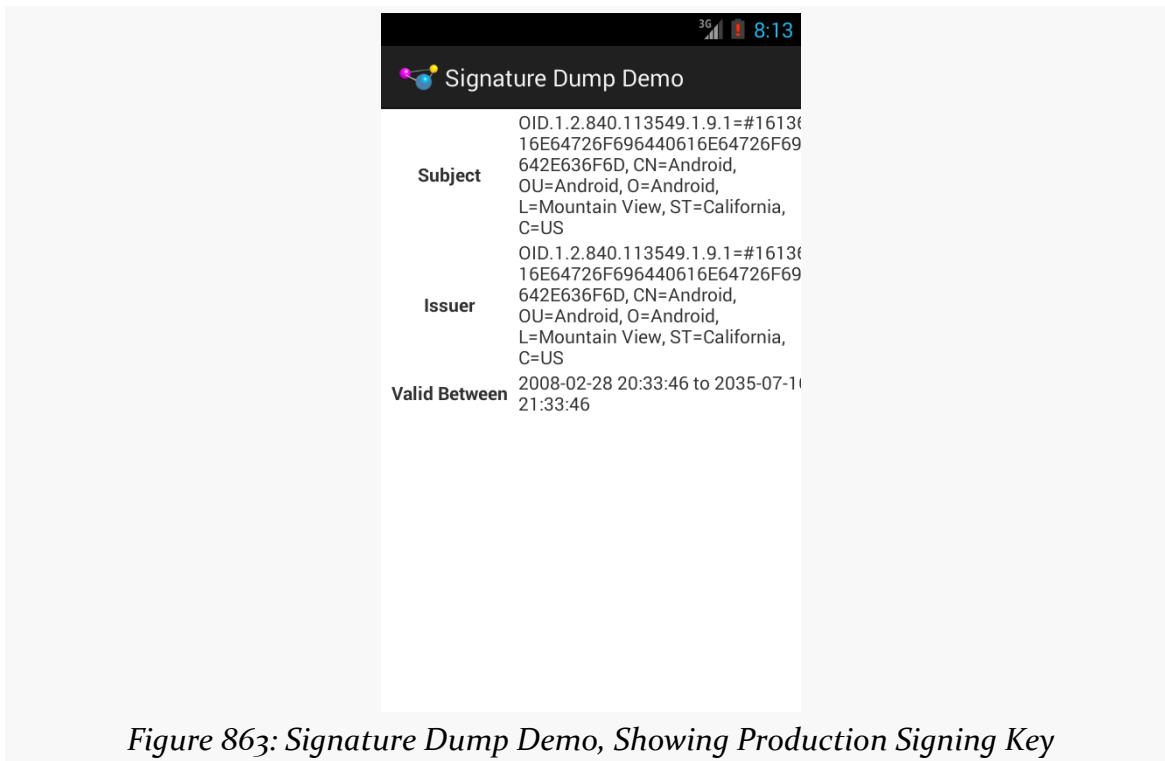 3G 8:13
Signature Dump Demo
Subject
OID.1.2.840.113549.1.9.1=#16136
16E64726F696440616E64726F69
642E636F6D, CN=Android,
OU=Android, O=Android,
L=Mountain View, ST=California,
C=US
Issuer
OID.1.2.840.113549.1.9.1=#16136
16E64726F696440616E64726F69
642E636F6D, CN=Android,
OU=Android, O=Android,
L=Mountain View, ST=California,
C=US
Valid Between
2008-02-28 20:33:46 to 2035-07-16
21:33:46
Figure 863: Signature Dump Demo, Showing Production Signing Key